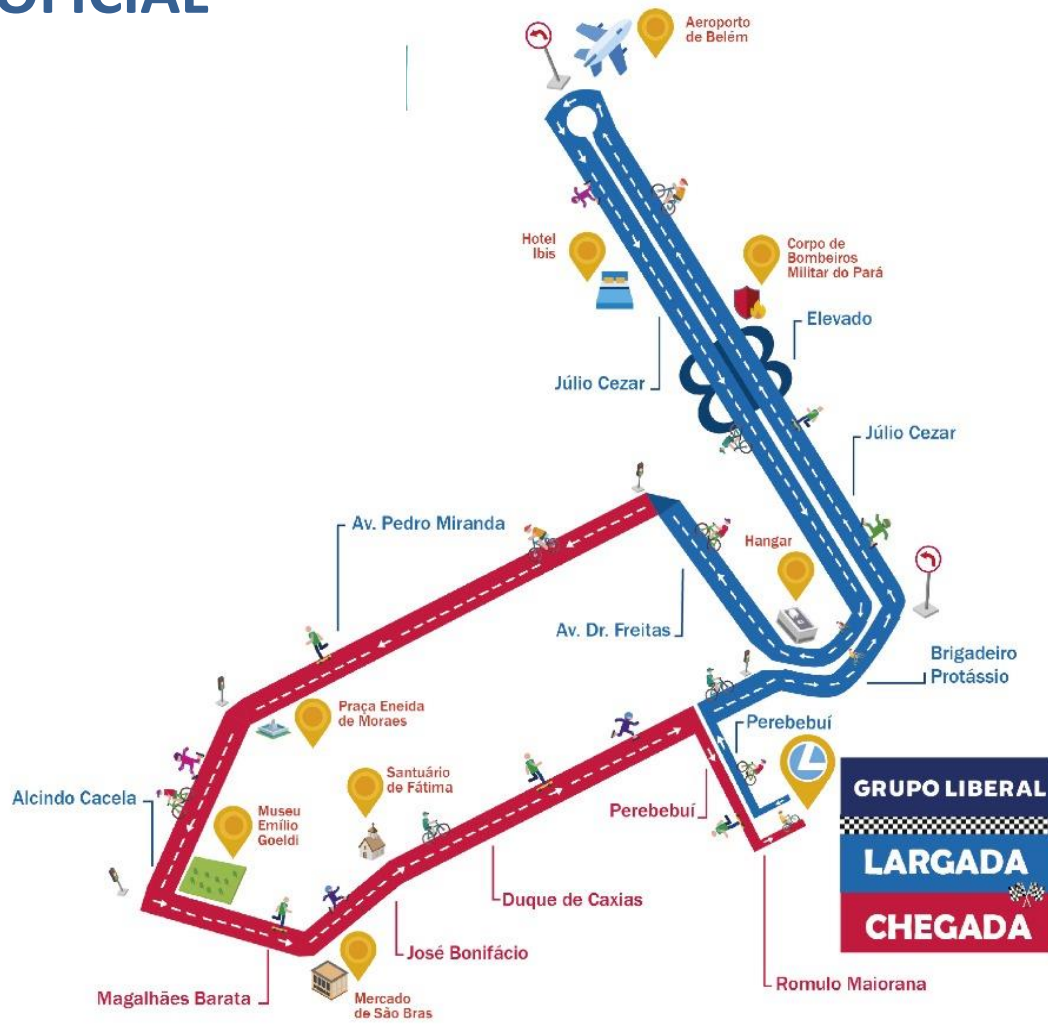 OFICIAL
Aeroporto
de Belém
Hotel
Ibis
Corpo de
Bombeiros
Militar do Pará
Elevado
Júlio Cezar
Júlio Cezar
Av. Pedro Miranda
Hangar
Av. Dr. Freitas
Brigadeiro
Protássio
Praça Eneida
de Moraes
Perebebuí
Santuário
de Fátima
Alcindo Cacela
Museu
Emílio
Goeldi
Perebebuí
GRUPO LIBERAL
LARGADA
CHEGADA
Duque de Caxias
José Bonifácio
Romulo Maiorana
Magalhães Barata
Mercado
de São Bras